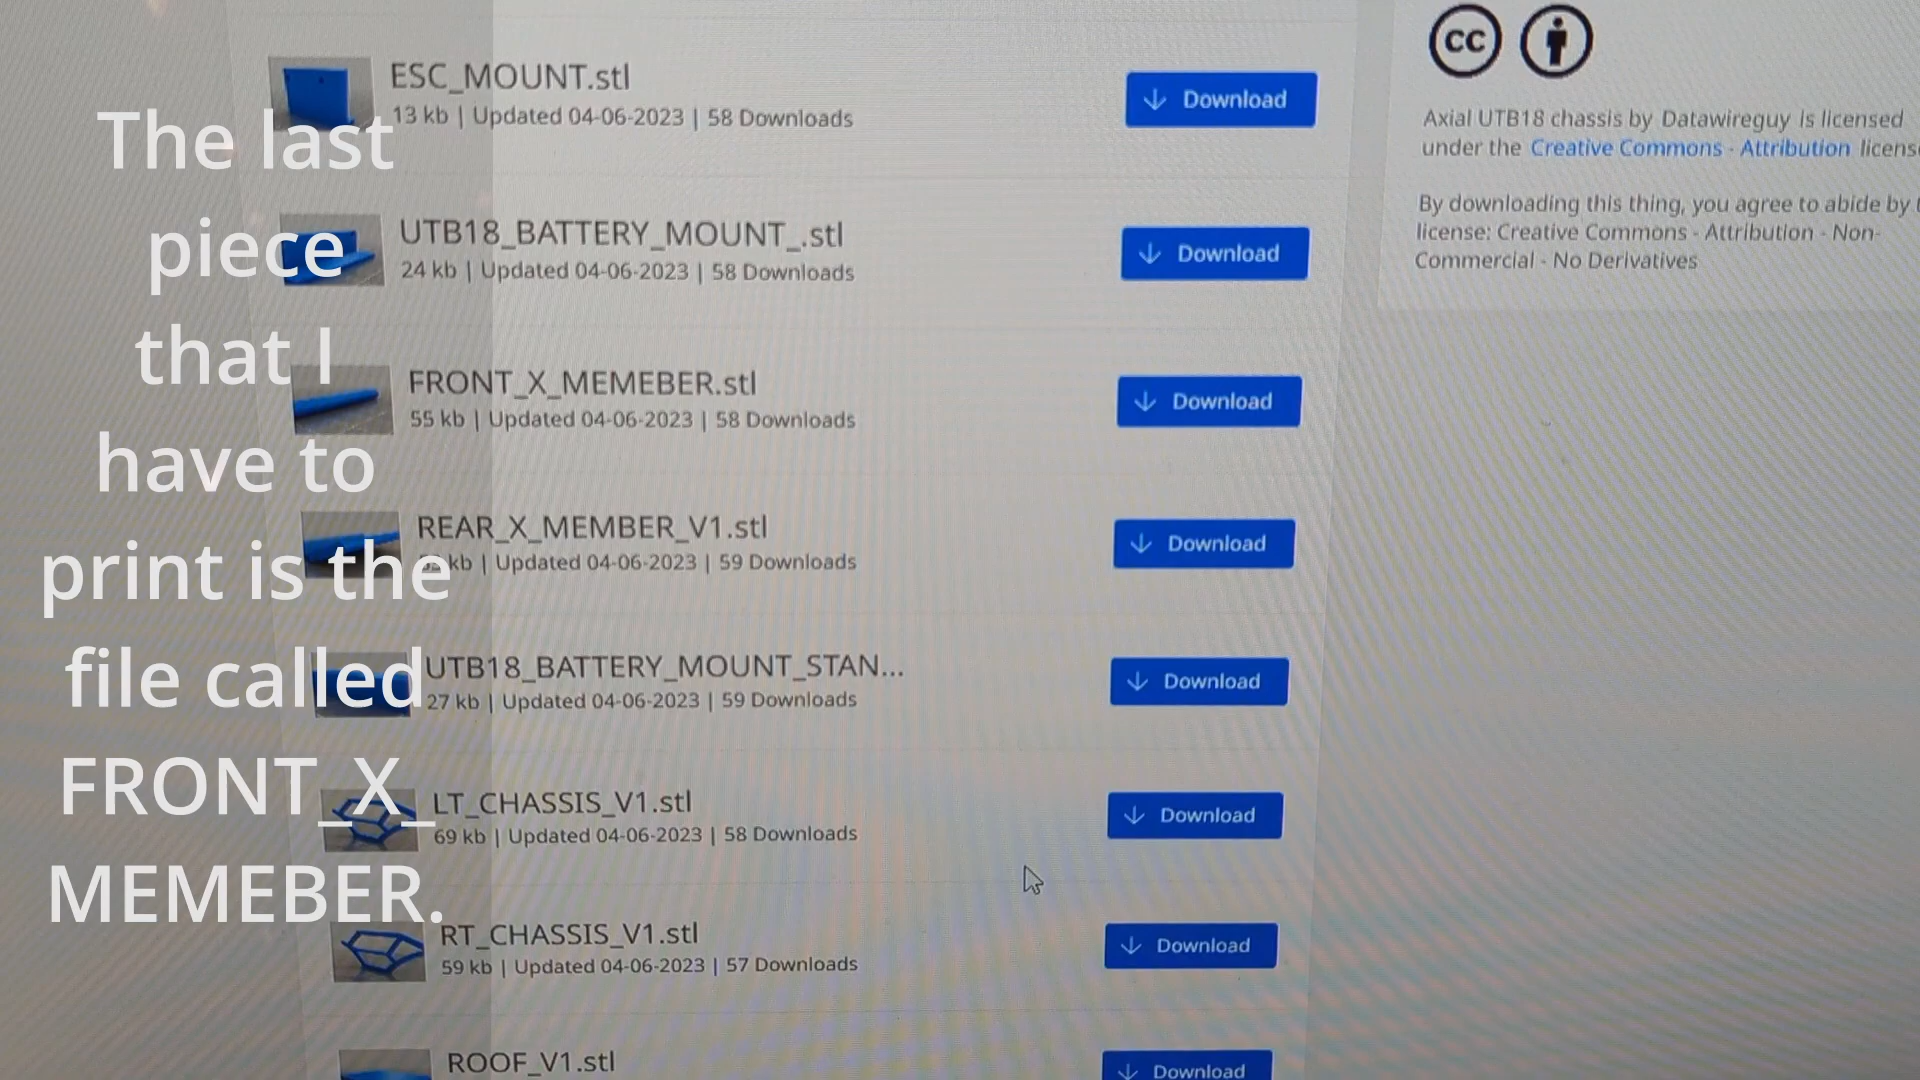 The last
piece
that I
have to
print is the
file called
FRONT_X_
MEMEBER.
ESC_MOUNT.stl
13 kb | Updated 04-06-2023 | 58 Downloads
Download
UTB18_BATTERY_MOUNT_.stl
24 kb | Updated 04-06-2023 | 58 Downloads
Download
FRONT_X_MEMEBER.stl
55 kb | Updated 04-06-2023 | 58 Downloads
Download
REAR_X_MEMBER_V1.stl
kb | Updated 04-06-2023 | 59 Downloads
Download
UTB18_BATTERY_MOUNT_STAN...
27 kb | Updated 04-06-2023 | 59 Downloads
Download
LT_CHASSIS_V1.stl
69 kb | Updated 04-06-2023 | 58 Downloads
Download
RT_CHASSIS_V1.stl
59 kb | Updated 04-06-2023 | 57 Downloads
Download
ROOF_V1.stl
Download
CC
Axial UTB18 chassis by Datawireguy is licensed
under the Creative Commons - Attribution
By downloading this thing, you agree to abide by
license: Creative Commons - Attribution - Non-
Commercial - No Derivatives